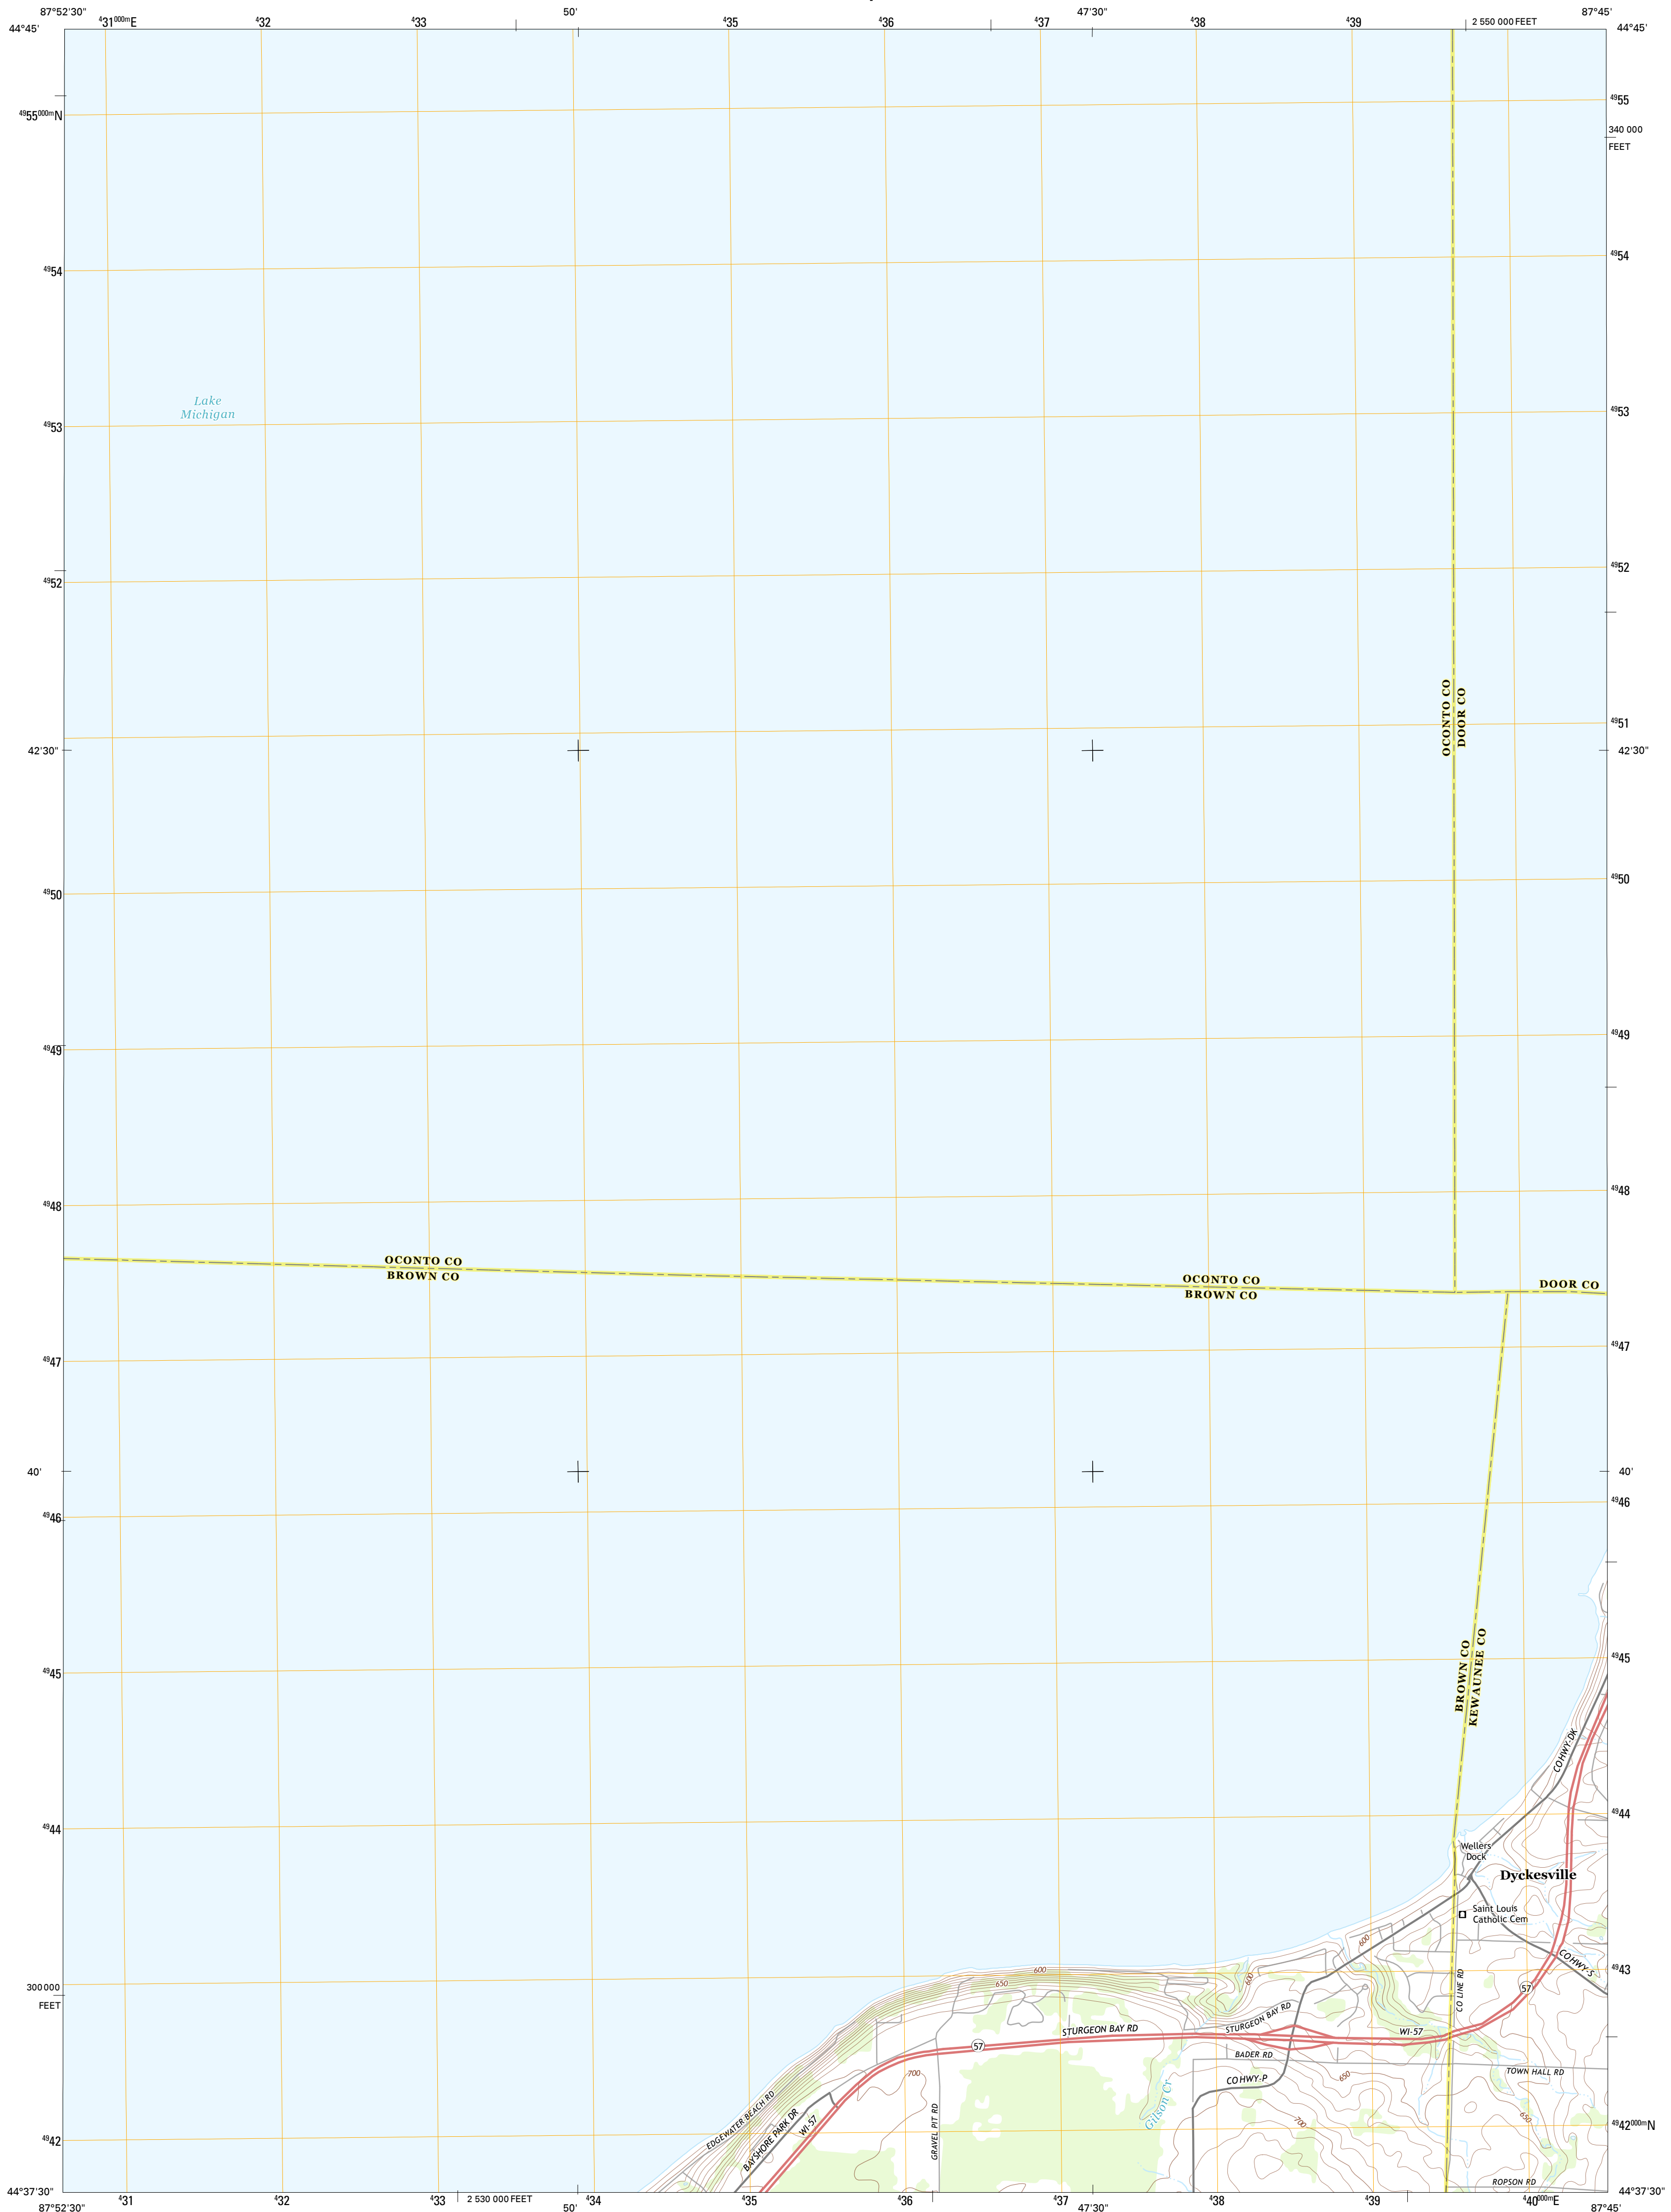 87°52'30"
⁴31⁰⁰⁰ᵐE
⁴32
⁴33
50'
⁴35
⁴36
⁴37
47'30"
⁴38
⁴39
2 550 000 FEET
87°45'
44°45'
44°45'
⁴⁹55⁰⁰⁰ᵐN
⁴⁹55
340 000
FEET
⁴⁹54
⁴⁹54
Lake
Michigan
⁴⁹53
⁴⁹53
⁴⁹52
⁴⁹52
OCONTO CO
DOOR CO
⁴⁹51
42'30"
42'30"
⁴⁹50
⁴⁹50
⁴⁹49
⁴⁹49
⁴⁹48
⁴⁹48
OCONTO CO
BROWN CO
OCONTO CO
BROWN CO
DOOR CO
⁴⁹47
⁴⁹47
40'
40'
⁴⁹46
⁴⁹46
BROWN CO
KEWAUNEE CO
⁴⁹45
⁴⁹45
CO HWY-DK
⁴⁹44
⁴⁹44
Wellers
Dock
Dyckesville
Saint Louis
Catholic Cem
CO HWY-S
⁴⁹43
300 000
FEET
600
650
600
600
57
CO LINE RD
STURGEON BAY RD
STURGEON BAY RD
WI-57
57
BADER RD
TOWN HALL RD
CO HWY-P
650
700
EDGEWATER BEACH RD
BAYSHORE PARK DR
WI-57
GRAVEL PIT RD
Gilson Cr
700
650
⁴⁹42
⁴⁹42⁰⁰⁰ᵐN
ROPSON RD
44°37'30"
44°37'30"
87°52'30"
⁴31
⁴32
⁴33
2 530 000 FEET
50'
⁴34
⁴35
⁴36
⁴37
47'30"
⁴38
⁴39
⁴40⁰⁰⁰ᵐE
87°45'